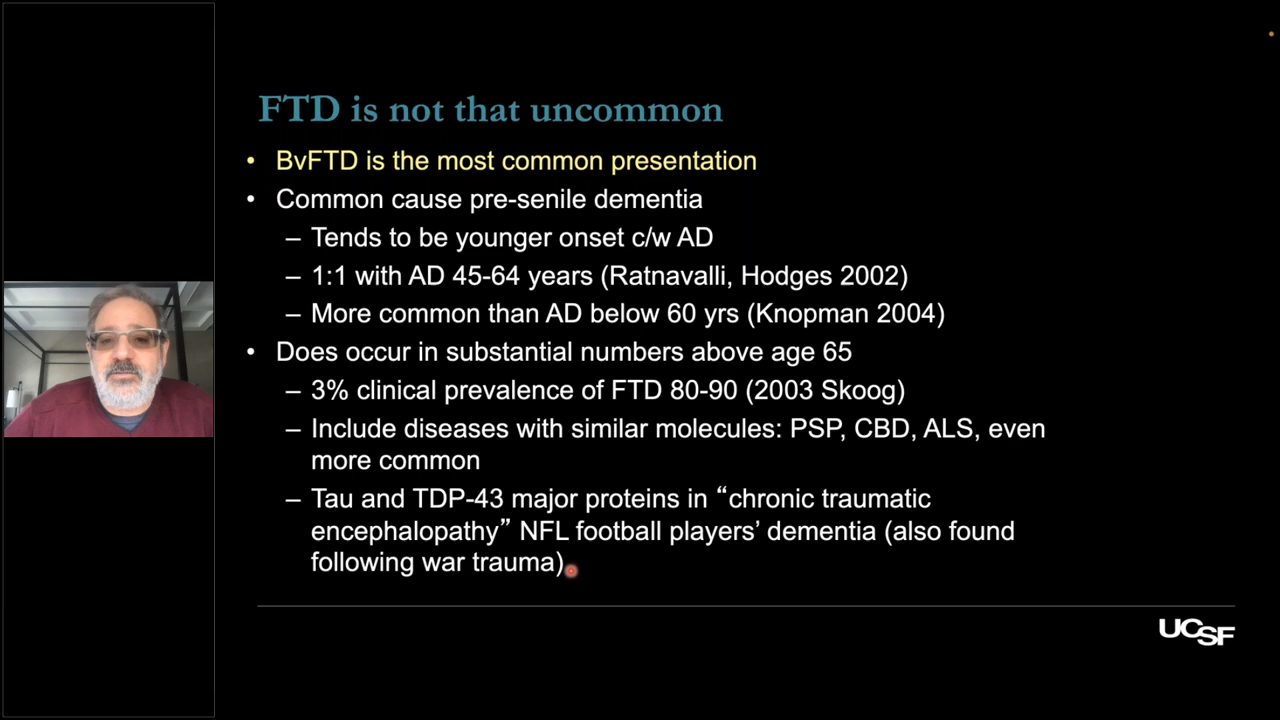 FTD is not that uncommon
• BvFTD is the most common presentation
• Common cause pre-senile dementia
– Tends to be younger onset c/w AD
– 1:1 with AD 45-64 years (Ratnavalli, Hodges 2002)
– More common than AD below 60 yrs (Knopman 2004)
• Does occur in substantial numbers above age 65
– 3% clinical prevalence of FTD 80-90 (2003 Skoog)
– Include diseases with similar molecules: PSP, CBD, ALS, even
more common
– Tau and TDP-43 major proteins in “chronic traumatic
encephalopathy” NFL football players’ dementia (also found
following war trauma)
UCSF